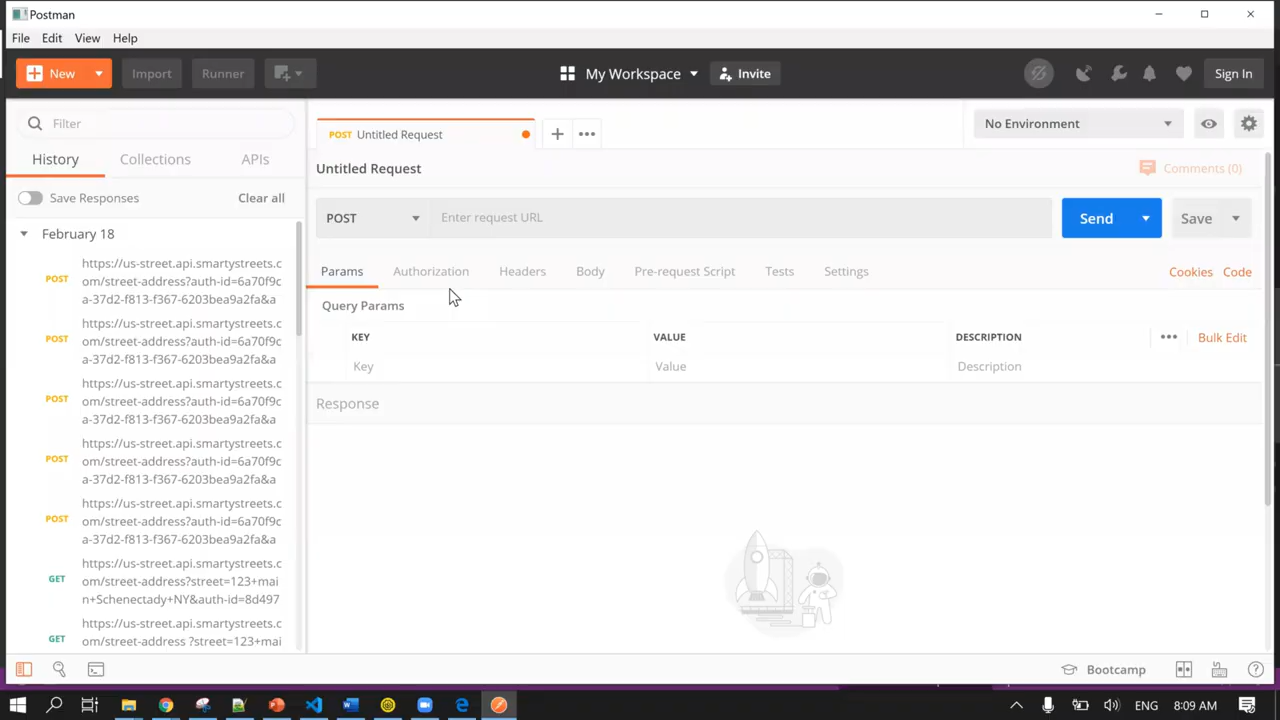 Postman
File Edit View Help
New Import Runner My Workspace Invite Sign In
Filter
History Collections APIs
Save Responses Clear all
February 18
POST https://us-street.api.smartystreets.c
om/street-address?auth-id=6a70f9c
a-37d2-f813-f367-6203bea9a2fa&a
POST https://us-street.api.smartystreets.c
om/street-address?auth-id=6a70f9c
a-37d2-f813-f367-6203bea9a2fa&a
POST https://us-street.api.smartystreets.c
om/street-address?auth-id=6a70f9c
a-37d2-f813-f367-6203bea9a2fa&a
POST https://us-street.api.smartystreets.c
om/street-address?auth-id=6a70f9c
a-37d2-f813-f367-6203bea9a2fa&a
POST https://us-street.api.smartystreets.c
om/street-address?auth-id=6a70f9c
a-37d2-f813-f367-6203bea9a2fa&a
GET https://us-street.api.smartystreets.c
om/street-address?street=123+mai
n+Schenectady+NY&auth-id=8d497
GET https://us-street.api.smartystreets.c
om/street-address ?street=123+mai
POST Untitled Request
No Environment
Untitled Request
Comments (0)
POST Enter request URL Send Save
Params Authorization Headers Body Pre-request Script Tests Settings Cookies Code
Query Params
KEY VALUE DESCRIPTION Bulk Edit
Key Value Description
Response
Bootcamp
ENG 8:09 AM